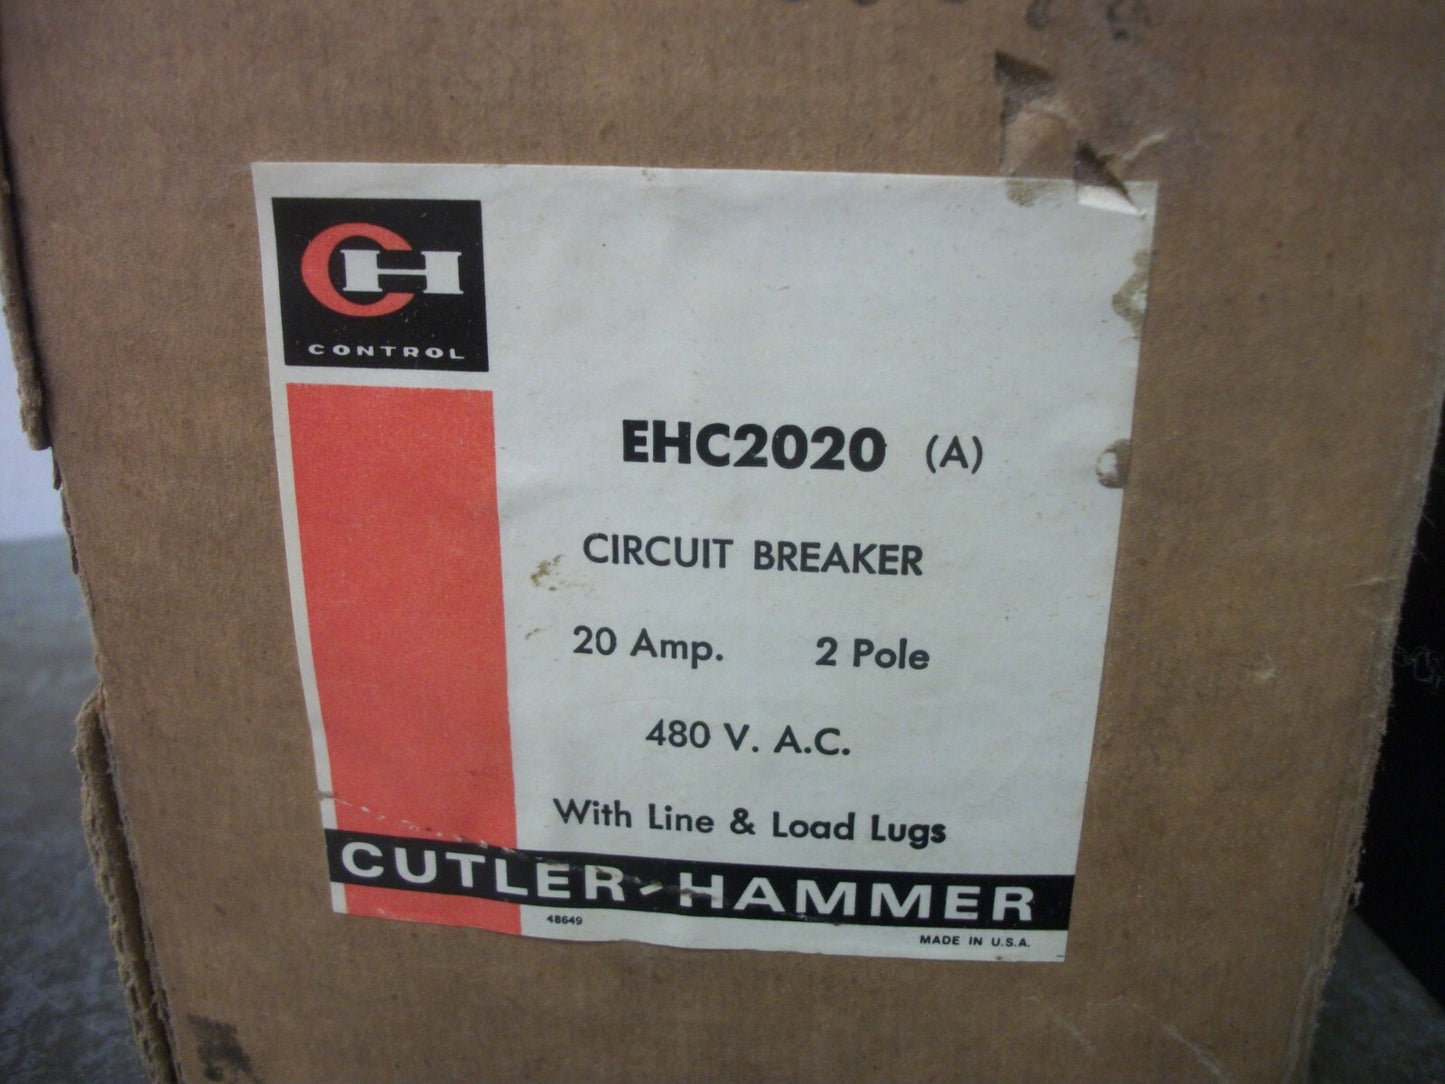 CH
CONTROL
EHC2020 (A)
CIRCUIT BREAKER
20 Amp. 2 Pole
480 V. A.C.
With Line & Load Lugs
CUTLER-HAMMER
48649
MADE IN U.S.A.